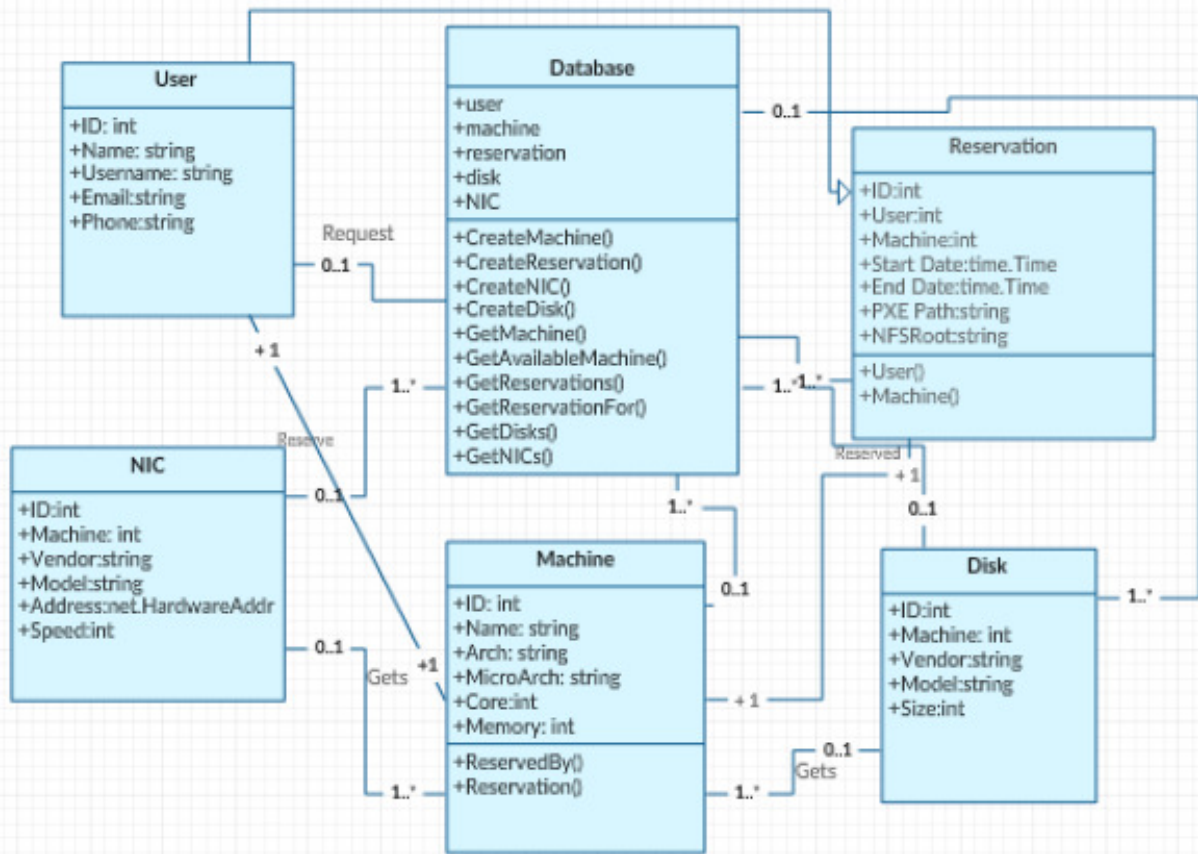 User
+ID: int
+Name: string
+Username: string
+Email:string
+Phone:string
Database
+user
+machine
+reservation
+disk
+NIC
+CreateMachine()
+CreateReservation()
+CreateNIC()
+CreateDisk()
+GetMachine()
+GetAvailableMachine()
+GetReservations()
+GetReservationFor()
+GetDisks()
+GetNICs()
0..1
Reservation
+ID:int
+User:int
+Machine:int
+Start Date:time.Time
+End Date:time.Time
+PXE Path:string
+NFSRoot:string
+User()
+Machine()
Request
0..1
+1
1..*
1..*
1..*
Reserve
0..1
Reserved
+1
0..1
1..*
0..1
NIC
+ID:int
+Machine: int
+Vendor:string
+Model:string
+Address:net.HardwareAddr
+Speed:int
0..1
Gets
+1
1..*
Machine
+ID: int
+Name: string
+Arch: string
+MicroArch: string
+Core:int
+Memory: int
+ReservedBy()
+Reservation()
+1
0..1
Gets
1..*
Disk
+ID:int
+Machine: int
+Vendor:string
+Model:string
+Size:int
1..*